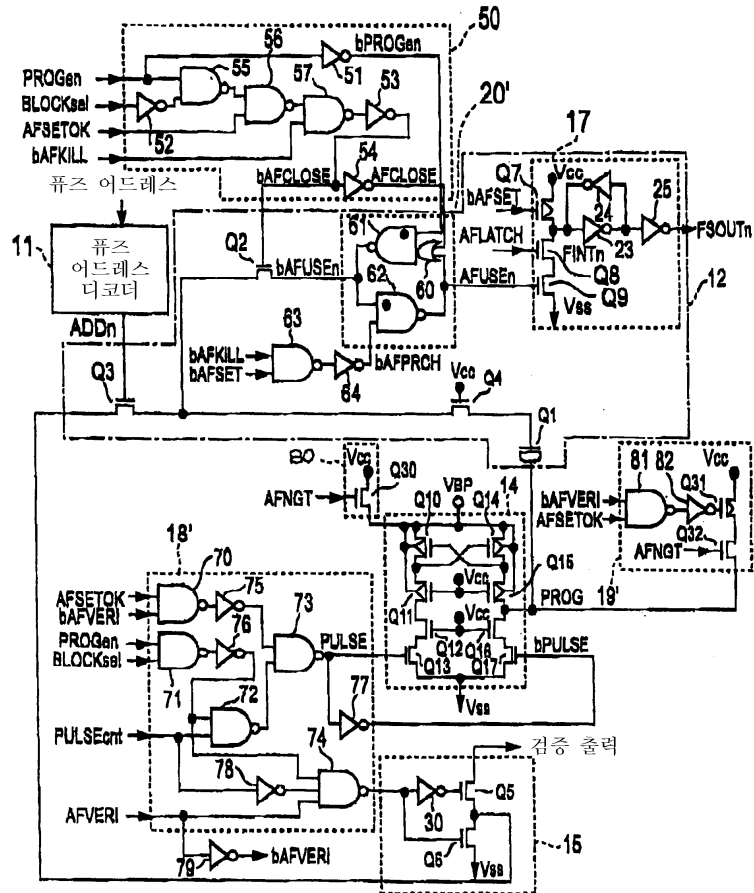 56
50
bPROGen
57
53
55
51
PROGen
BLOCKsel
52
20'
AFSETOK
bAFKILL
54
17
bAFCLOSE
AFCLOSE
퓨즈 어드레스
Q7
Vcc
25
bAFSET
24
FSOUTn
61
23
11
Q2
AFLATCH
FINTn
퓨즈
어드레스
디코더
bAFUSEn
62
60
AFUSEn
Q8
Q9
Vss
12
ADDn
63
bAFKILL
bAFSET
64
bAFPRCH
Q3
Vcc
Q4
Q1
80
Vcc
Q30
VBP
14
81
82
Q31
Vcc
AFNGT
Q10
Q14
bAFVERI
AFSETOK
Q32
18'
70
Vcc
Q15
AFNGT
75
19'
AFSETOK
bAFVERI
73
Q11
PROG
76
Vcc
PROGen
BLOCKsel
PULSE
Q12
Q16
bPULSE
71
72
Q13
Q17
77
Vss
PULSEcnt
74
검증 출력
78
AFVERI
30
Q5
79
bAFVERI
Q6
Vss
15